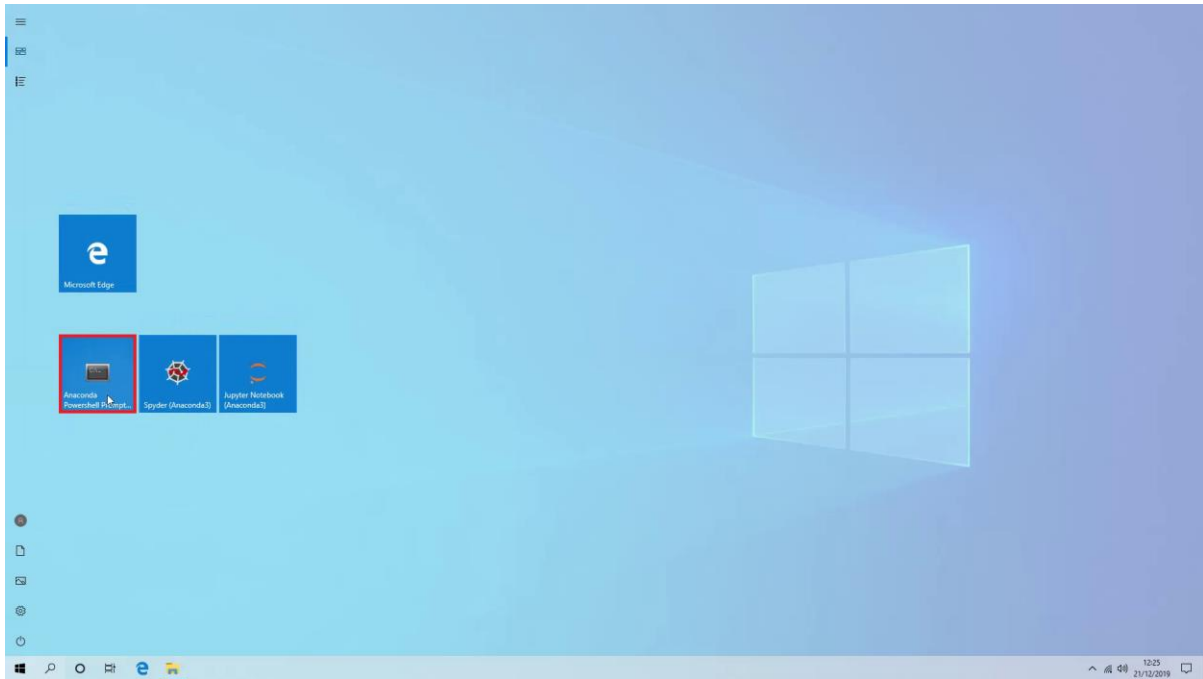 Microsoft Edge
Anaconda
Powershell Prompt...
Spyder (Anaconda3)
Jupyter Notebook
(Anaconda3)
12:25
21/12/2019